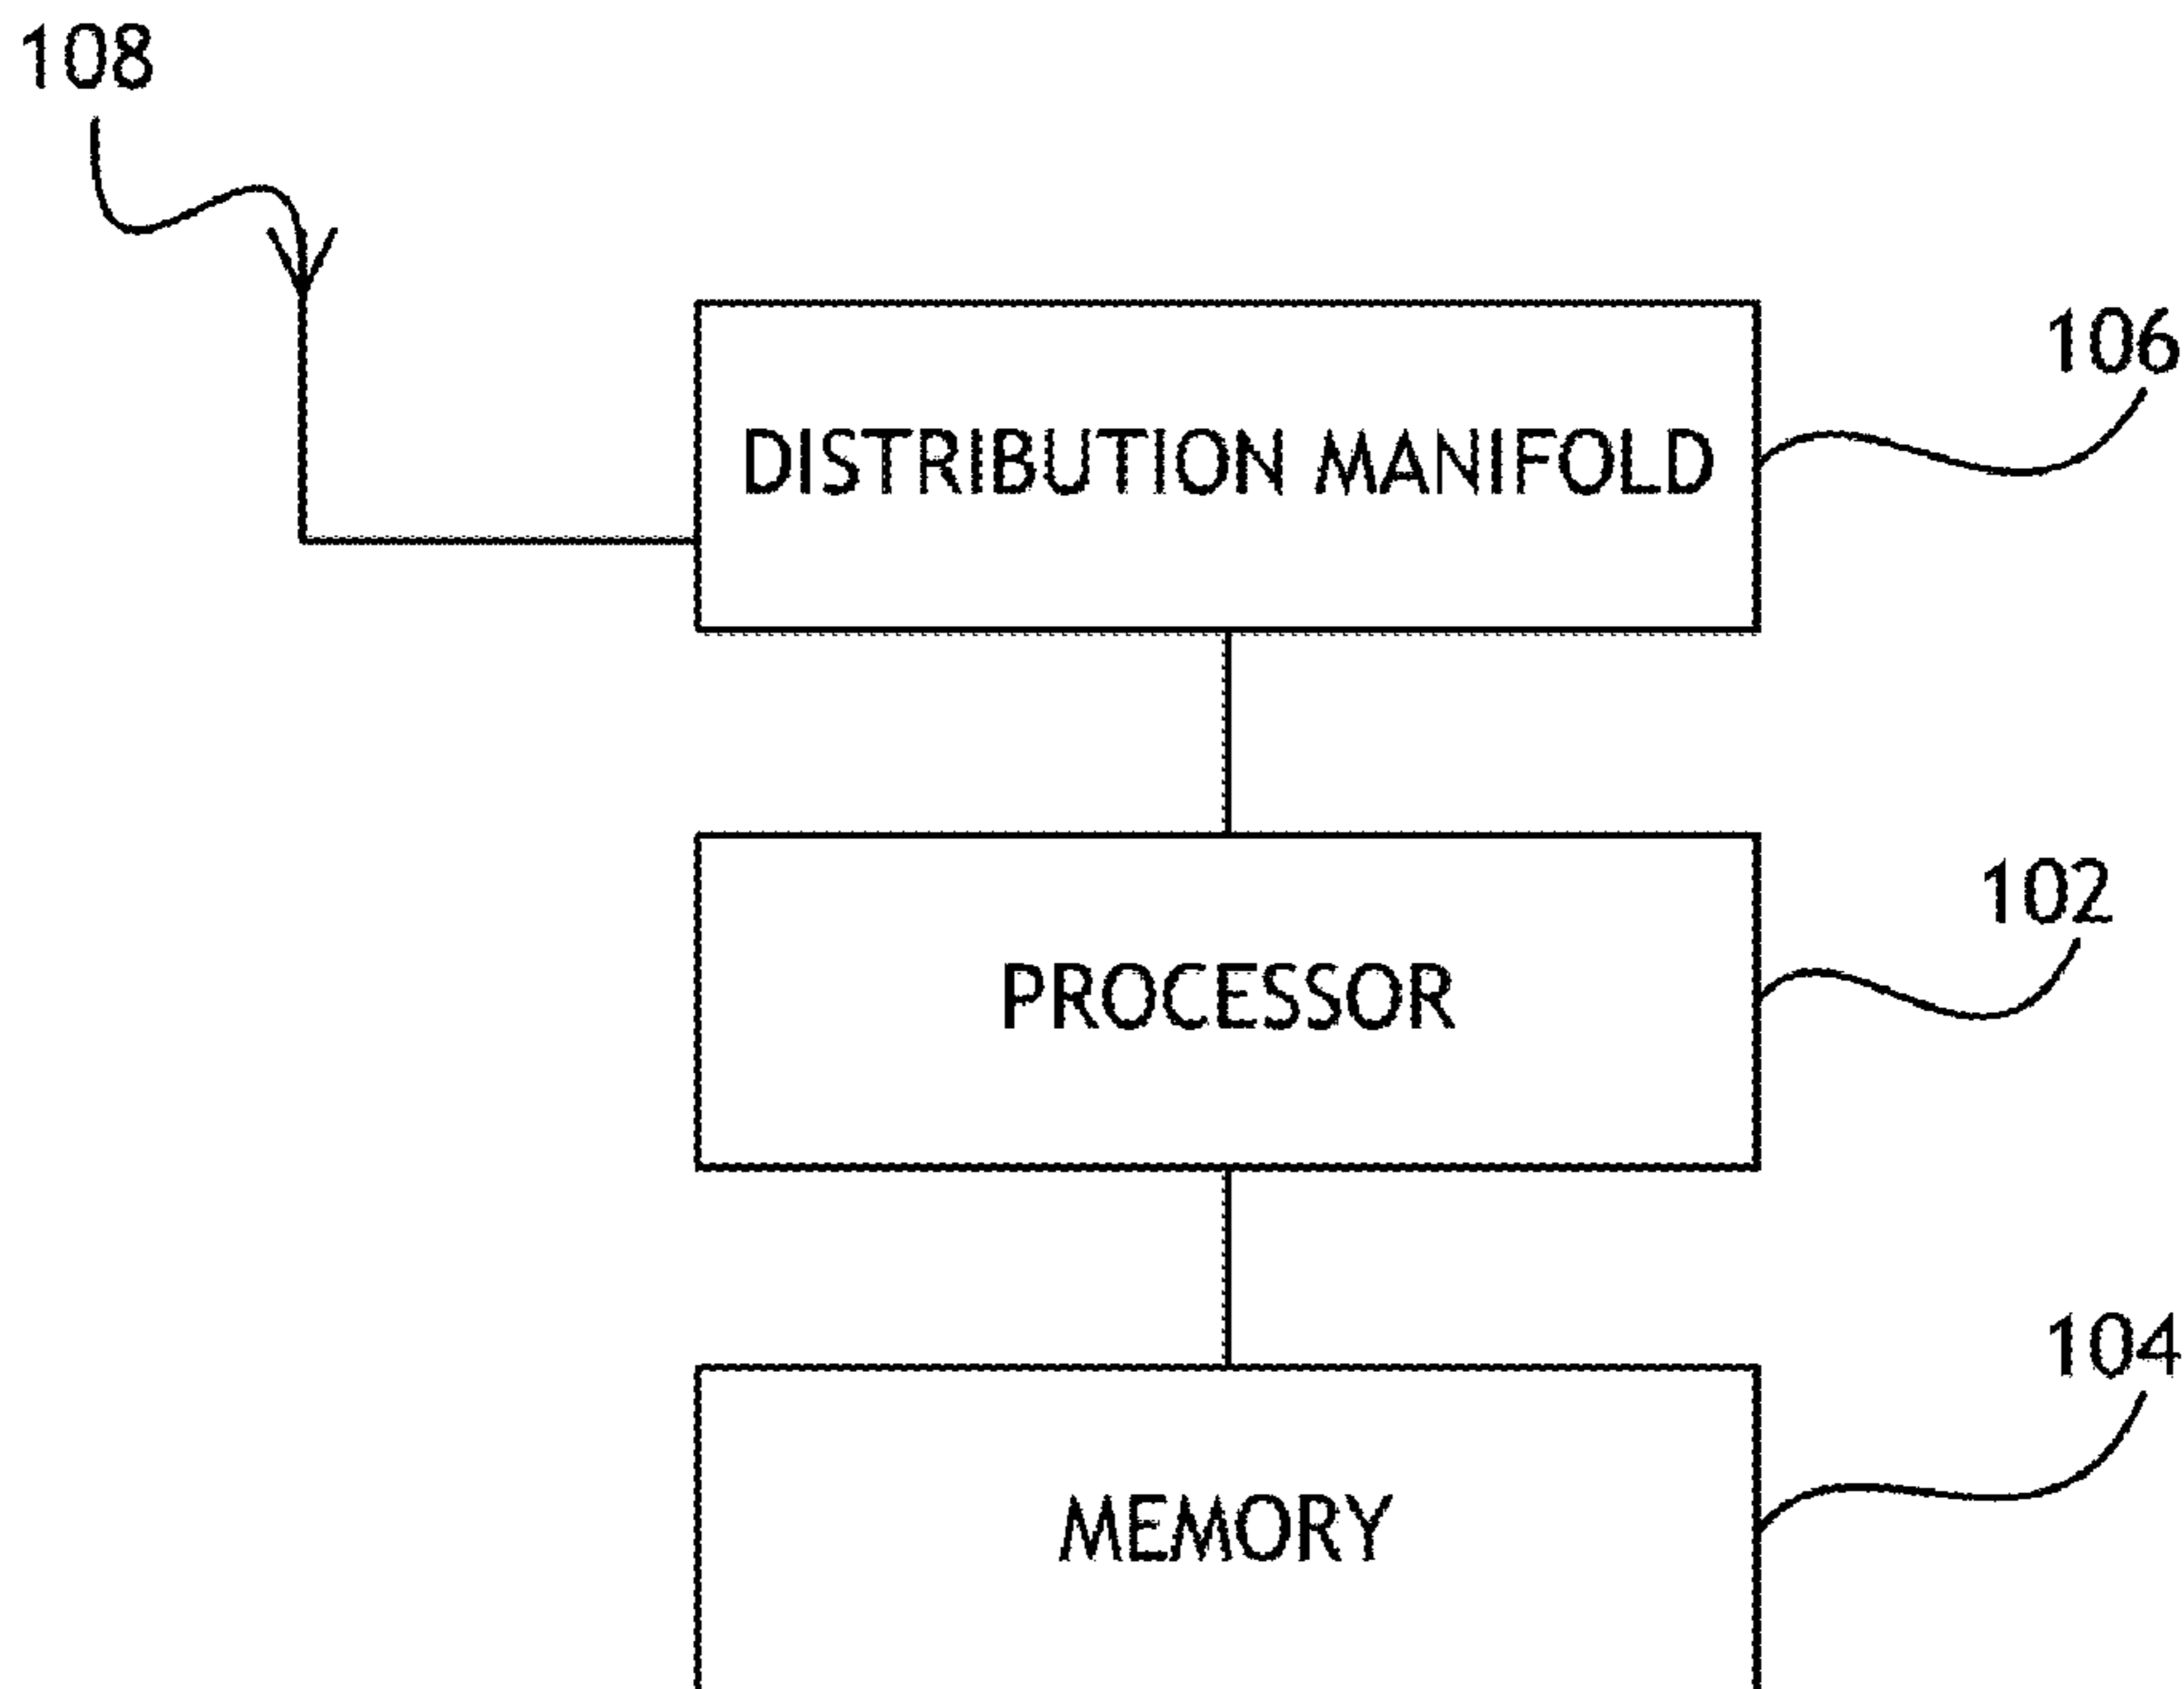 108
106
DISTRIBUTION MANIFOLD
102
PROCESSOR
104
MEMORY